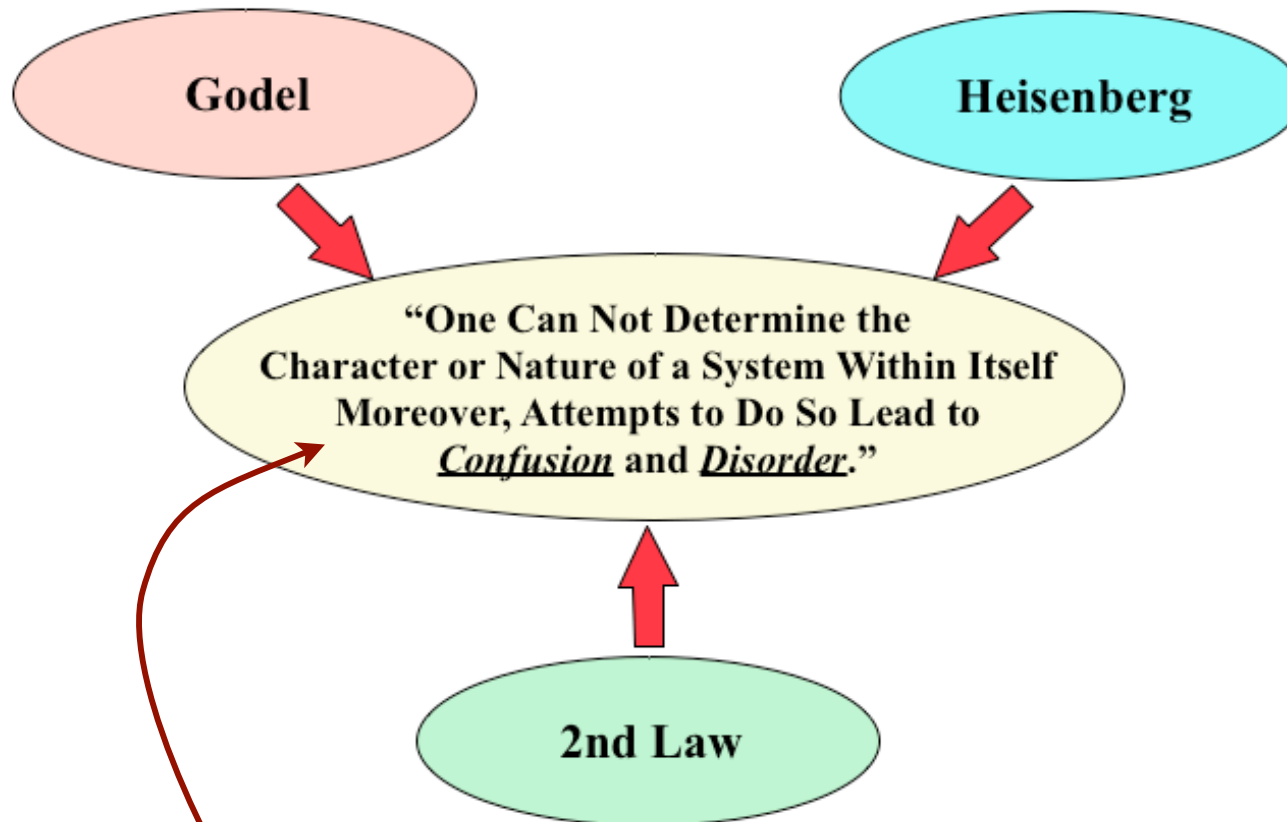 Godel
Heisenberg
“One Can Not Determine the
Character or Nature of a System Within Itself
Moreover, Attempts to Do So Lead to
Confusion and Disorder.”
2nd Law